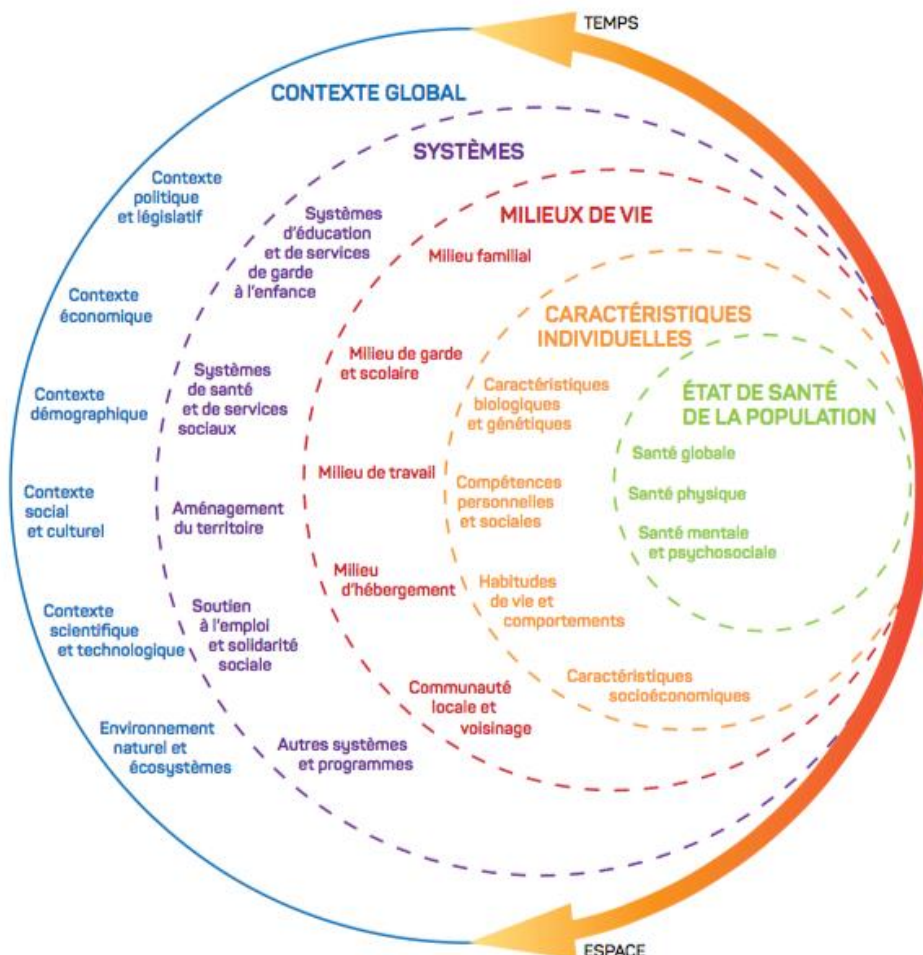 TEMPS
CONTEXTE GLOBAL
Contexte
politique
et législatif
Contexte
économique
Contexte
démographique
Contexte
social
et culturel
Contexte
scientifique
et technologique
Environnement
naturel et
écosystèmes
SYSTÈMES
Systèmes
d'éducation
et de services
de garde
à l'enfance
Systèmes
de santé
et de services
sociaux
Aménagement
du territoire
Soutien
à l'emploi
et solidarité
sociale
Autres systèmes
et programmes
MILIEUX DE VIE
Milieu familial
Milieu de garde
et scolaire
Milieu de travail
Milieu
d'hébergement
Communauté
locale et
voisinage
CARACTÉRISTIQUES
INDIVIDUELLES
Caractéristiques
biologiques
et génétiques
Compétences
personnelles
et sociales
Habitudes
de vie et
comportements
Caractéristiques
socioéconomiques
ÉTAT DE SANTÉ
DE LA POPULATION
Santé globale
Santé physique
Santé mentale
et psychosociale
ESPACE